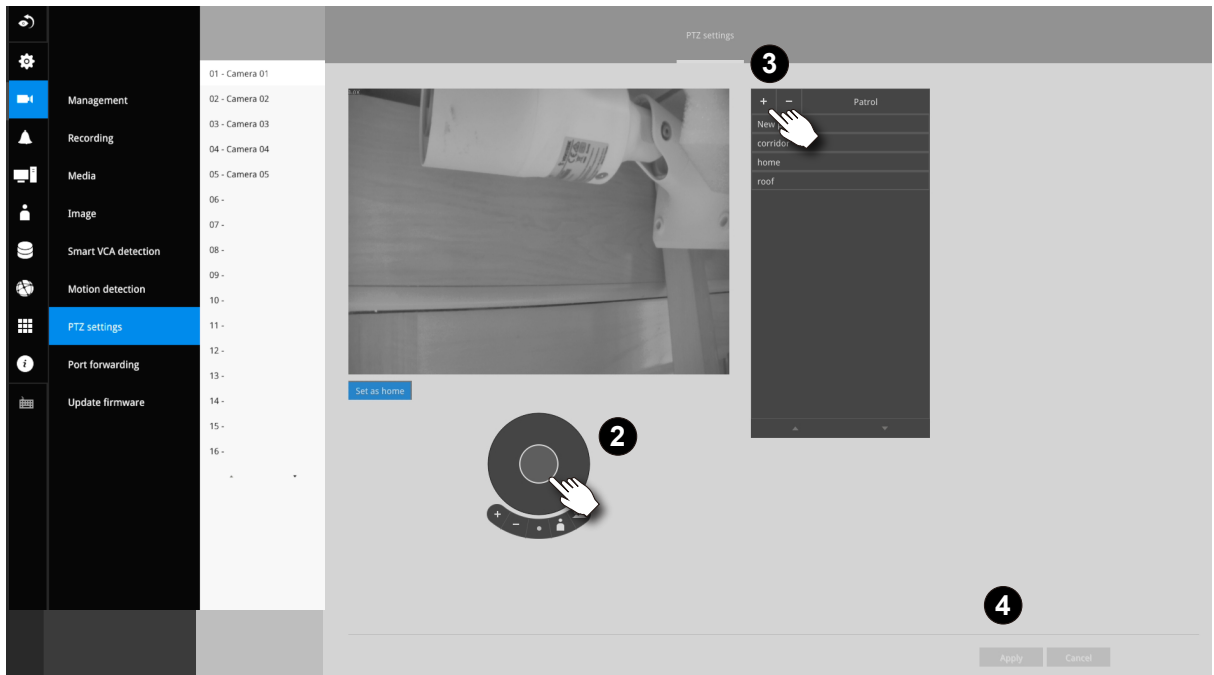 PTZ settings
3
01 - Camera 01
Management
02 - Camera 02
+ - Patrol
03 - Camera 03
New
Recording
corridor
04 - Camera 04
home
Media
05 - Camera 05
roof
06 -
Image
07 -
Smart VCA detection
08 -
09 -
Motion detection
10 -
PTZ settings
11 -
12 -
Port forwarding
i
13 -
Set as home
Update firmware
14 -
15 -
2
16 -
+ -
4
Apply
Cancel